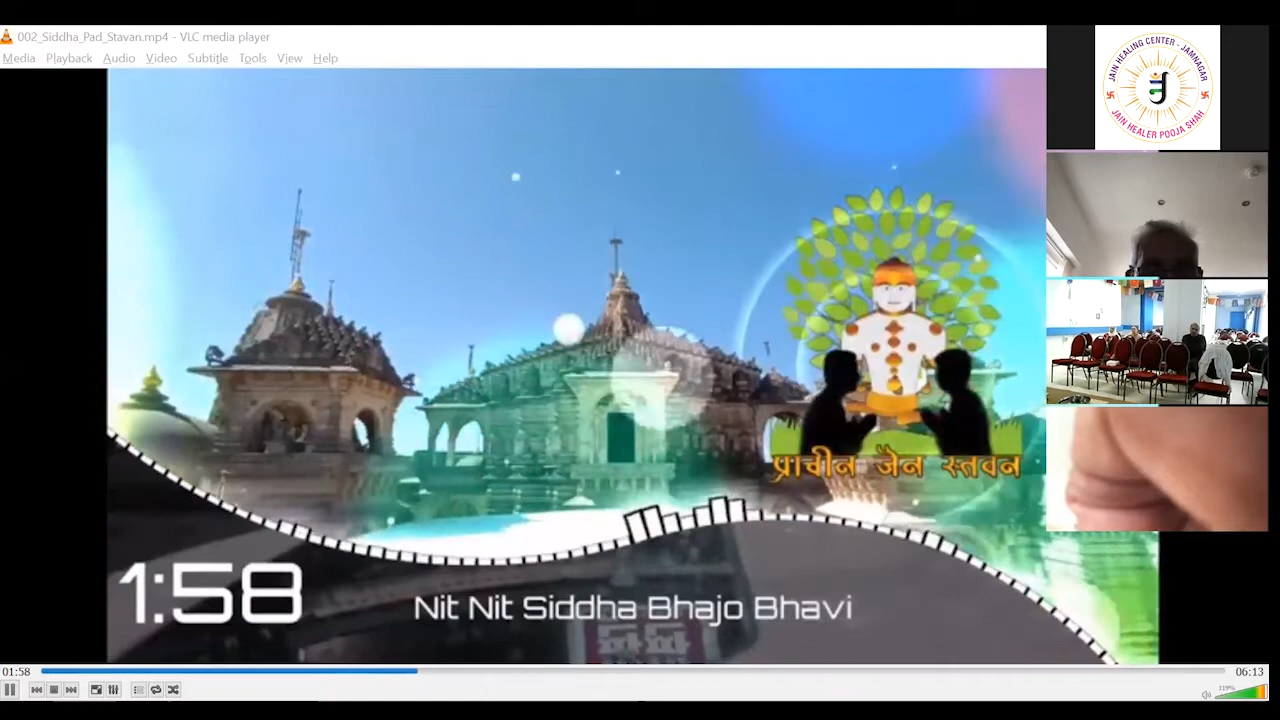 002_Siddha_Pad_Stavan.mp4 - VLC media player
Media Playback Audio Video Subtitle Tools View Help
JAIN HEALING CENTER - JAMNAGAR
JAIN HEALER POOJA SHAH
प्राचीन जैन स्तवन
1:58
Nit Nit Siddha Bhajo Bhavi
01:58
06:13
319%